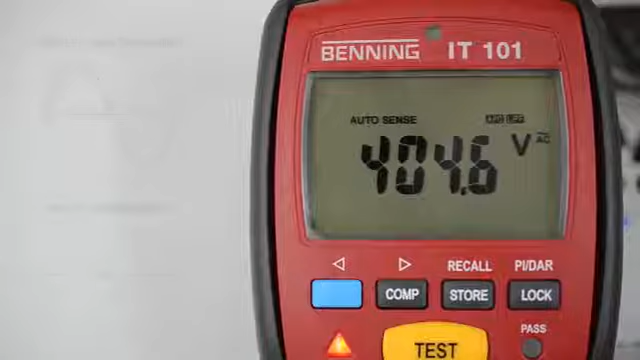 BENNING IT 101
AUTO SENSE
404.6 V AC
RECALL PI/DAR
COMP STORE LOCK
PASS
TEST